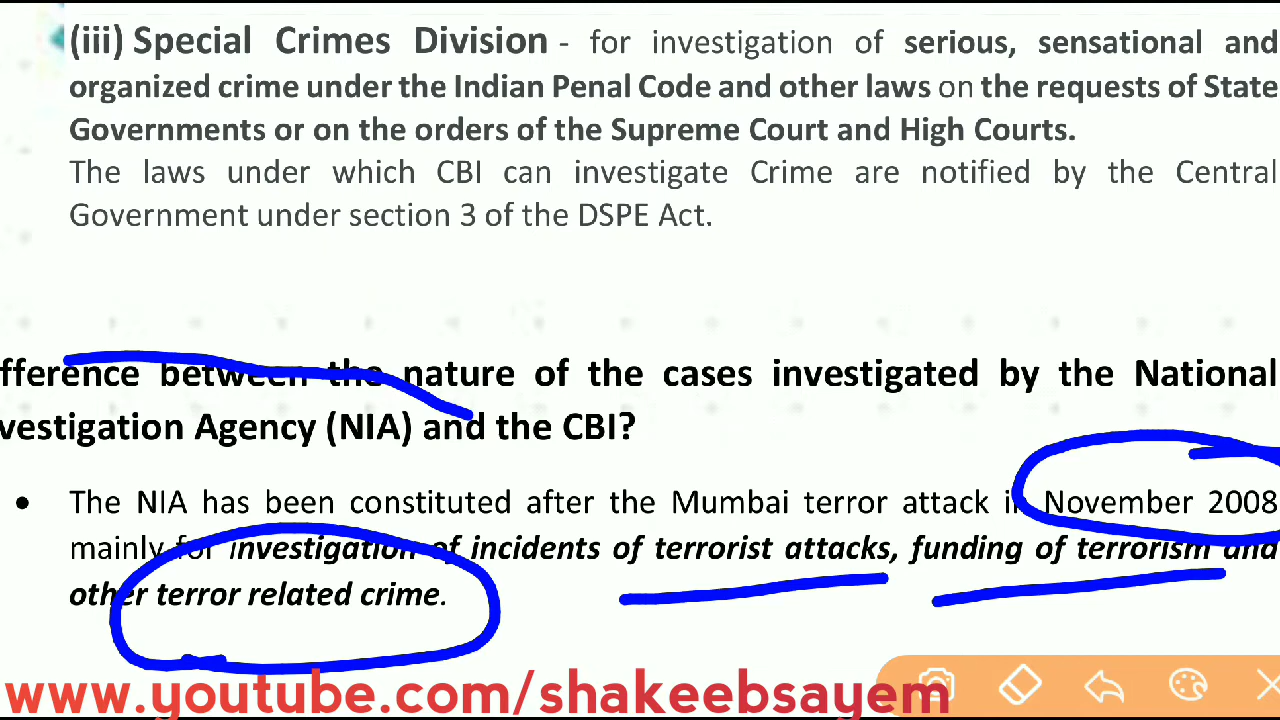 (iii) Special Crimes Division - for investigation of serious, sensational and
organized crime under the Indian Penal Code and other laws on the requests of State
Governments or on the orders of the Supreme Court and High Courts.
The laws under which CBI can investigate Crime are notified by the Central
Government under section 3 of the DSPE Act.
fference between the nature of the cases investigated by the National
vestigation Agency (NIA) and the CBI?
• The NIA has been constituted after the Mumbai terror attack in November 2008
mainly for investigation of incidents of terrorist attacks, funding of terrorism and
other terror related crime.
www.youtube.com/shakeebsayem